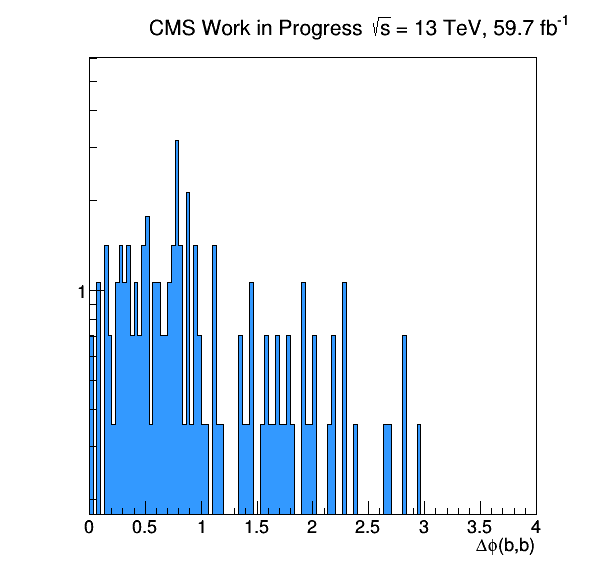 CMS Work in Progress √s = 13 TeV, 59.7 fb⁻¹
1
0 0.5 1 1.5 2 2.5 3 3.5 4
Δϕ(b,b)